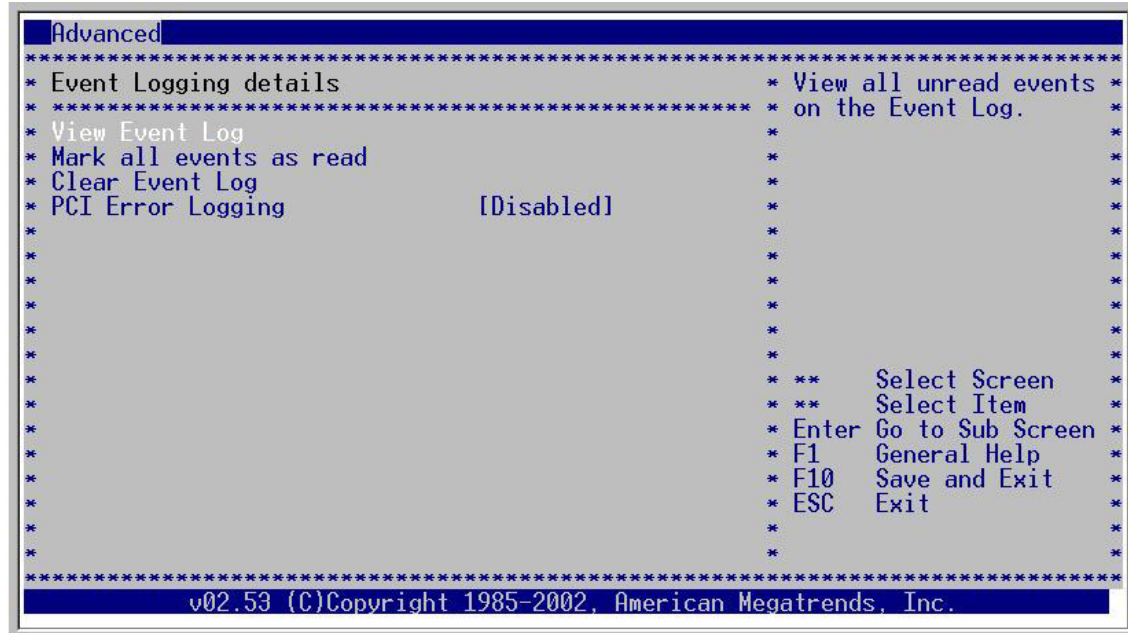 Advanced
Event Logging details
View Event Log
Mark all events as read
Clear Event Log
PCI Error Logging [Disabled]
View all unread events
on the Event Log.
** Select Screen
** Select Item
Enter Go to Sub Screen
F1 General Help
F10 Save and Exit
ESC Exit
v02.53 (C)Copyright 1985-2002, American Megatrends, Inc.